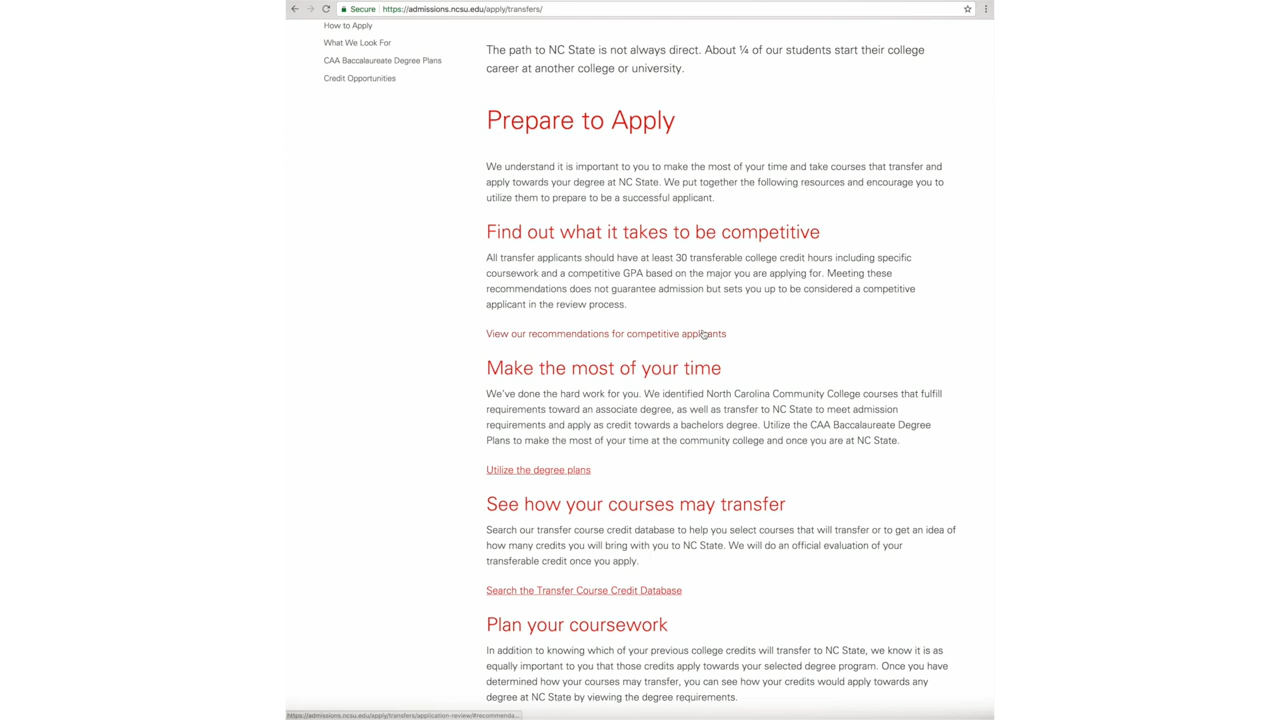 Secure https://admissions.ncsu.edu/apply/transfers/
How to Apply
What We Look For
CAA Baccalaureate Degree Plans
Credit Opportunities
The path to NC State is not always direct. About ¼ of our students start their college
career at another college or university.
Prepare to Apply
We understand it is important to you to make the most of your time and take courses that transfer and
apply towards your degree at NC State. We put together the following resources and encourage you to
utilize them to prepare to be a successful applicant.
Find out what it takes to be competitive
All transfer applicants should have at least 30 transferable college credit hours including specific
coursework and a competitive GPA based on the major you are applying for. Meeting these
recommendations does not guarantee admission but sets you up to be considered a competitive
applicant in the review process.
View our recommendations for competitive applicants
Make the most of your time
We've done the hard work for you. We identified North Carolina Community College courses that fulfill
requirements toward an associate degree, as well as transfer to NC State to meet admission
requirements and apply as credit towards a bachelors degree. Utilize the CAA Baccalaureate Degree
Plans to make the most of your time at the community college and once you are at NC State.
Utilize the degree plans
See how your courses may transfer
Search our transfer course credit database to help you select courses that will transfer or to get an idea of
how many credits you will bring with you to NC State. We will do an official evaluation of your
transferable credit once you apply.
Search the Transfer Course Credit Database
Plan your coursework
In addition to knowing which of your previous college credits will transfer to NC State, we know it is as
equally important to you that those credits apply towards your selected degree program. Once you have
determined how your courses may transfer, you can see how your credits would apply towards any
degree at NC State by viewing the degree requirements.
https://admissions.ncsu.edu/apply/transfers/application-review/#recommenda...